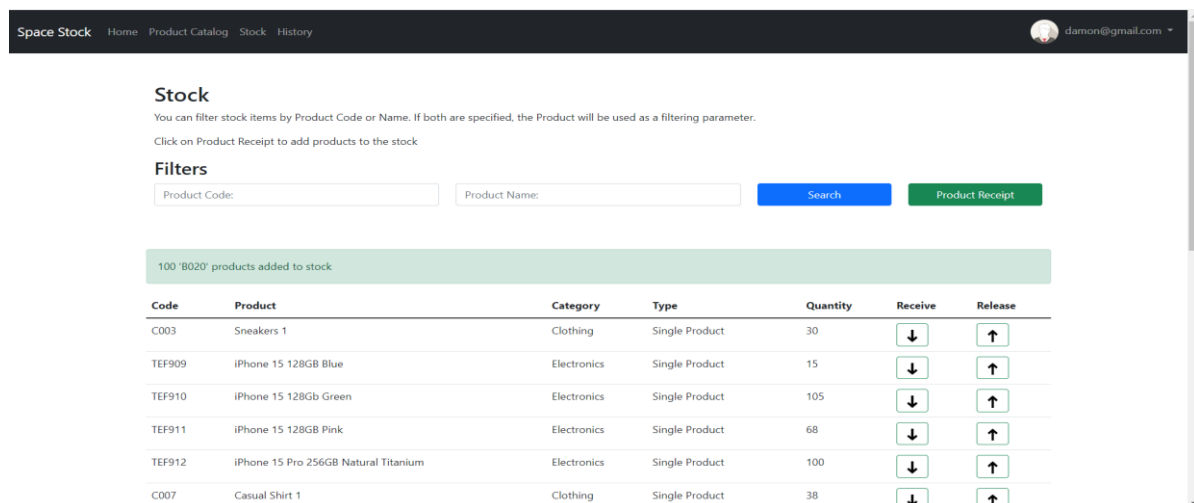 Space Stock Home Product Catalog Stock History damon@gmail.com
Stock
You can filter stock items by Product Code or Name. If both are specified, the Product will be used as a filtering parameter.
Click on Product Receipt to add products to the stock
Filters
Product Code: Product Name: Search Product Receipt
100 'B020' products added to stock
Code Product Category Type Quantity Receive Release
C003 Sneakers 1 Clothing Single Product 30
TEF909 iPhone 15 128GB Blue Electronics Single Product 15
TEF910 iPhone 15 128Gb Green Electronics Single Product 105
TEF911 iPhone 15 128GB Pink Electronics Single Product 68
TEF912 iPhone 15 Pro 256GB Natural Titanium Electronics Single Product 100
C007 Casual Shirt 1 Clothing Single Product 38